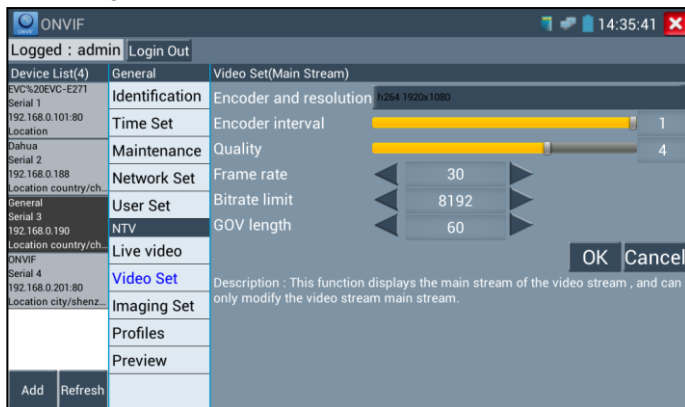 ONVIF
14:35:41
Logged : admin Login Out
Device List(4)
EVC%20EVC-E271
Serial 1
192.168.0.101:80
Location
Dahua
Serial 2
192.168.0.188
Location country/ch...
General
Serial 3
192.168.0.190
Location country/ch...
ONVIF
Serial 4
192.168.0.201:80
Location city/shenz...
Add Refresh
General
Identification
Time Set
Maintenance
Network Set
User Set
NTV
Live video
Video Set
Imaging Set
Profiles
Preview
Video Set(Main Stream)
Encoder and resolution h264 1920x1080
Encoder interval 1
Quality 4
Frame rate 30
Bitrate limit 8192
GOV length 60
OK Cancel
Description : This function displays the main stream of the video stream , and can
only modify the video stream main stream.